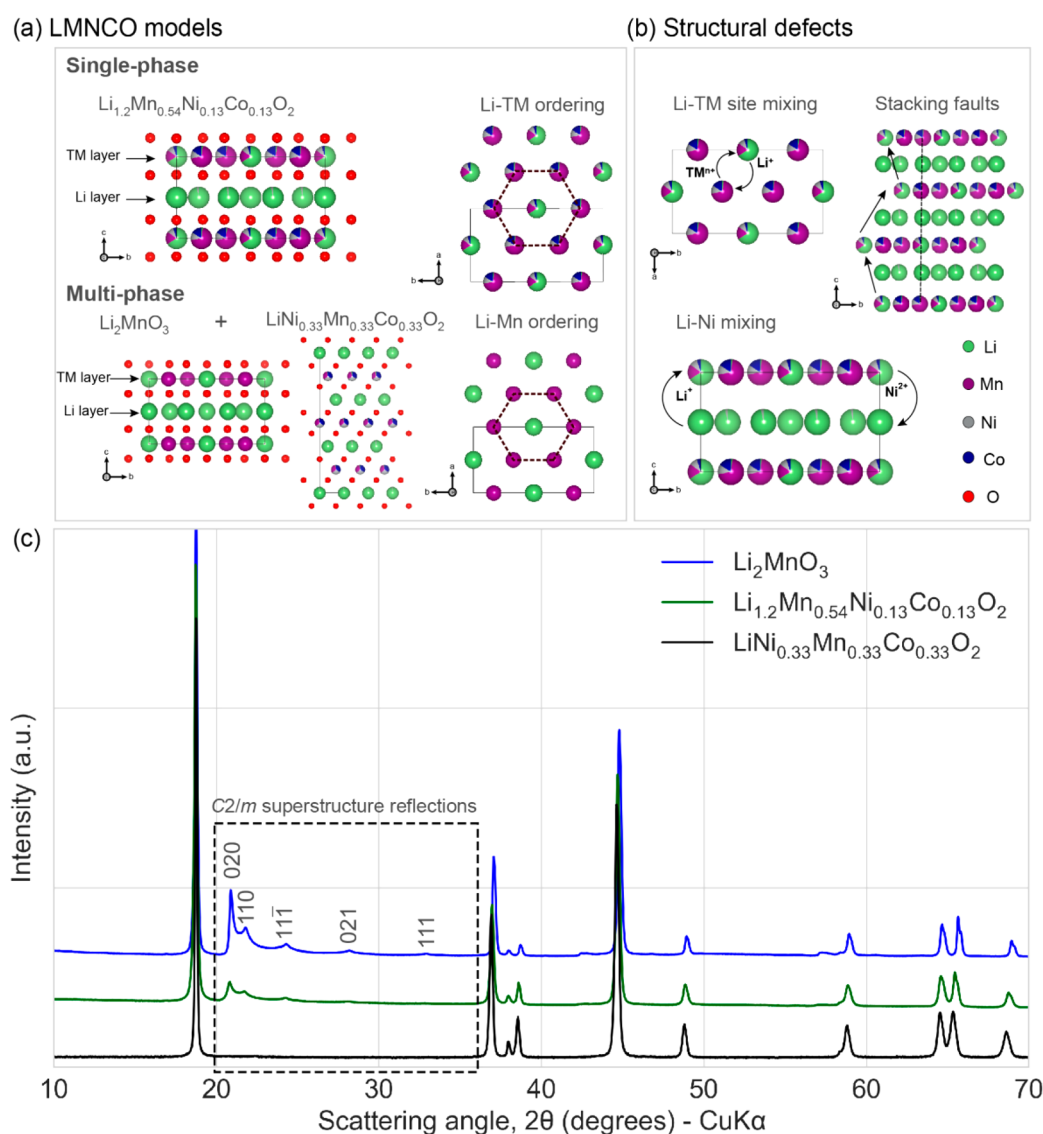 (a) LMNCO models
Single-phase
Li1.2Mn0.54Ni0.13Co0.13O2
TM layer
Li layer
c
b
Li-TM ordering
a
b
Multi-phase
Li2MnO3 + LiNi0.33Mn0.33Co0.33O2
TM layer
Li layer
c
b
Li-Mn ordering
a
b
(b) Structural defects
Li-TM site mixing
TMn+
Li+
b
a
Stacking faults
c
b
Li-Ni mixing
Li+
Ni2+
c
b
Li
Mn
Ni
Co
O
(c)
Li2MnO3
Li1.2Mn0.54Ni0.13Co0.13O2
LiNi0.33Mn0.33Co0.33O2
C2/m superstructure reflections
020
110
111̅
021
111
Intensity (a.u.)
10 20 30 40 50 60 70
Scattering angle, 2θ (degrees) - CuKα